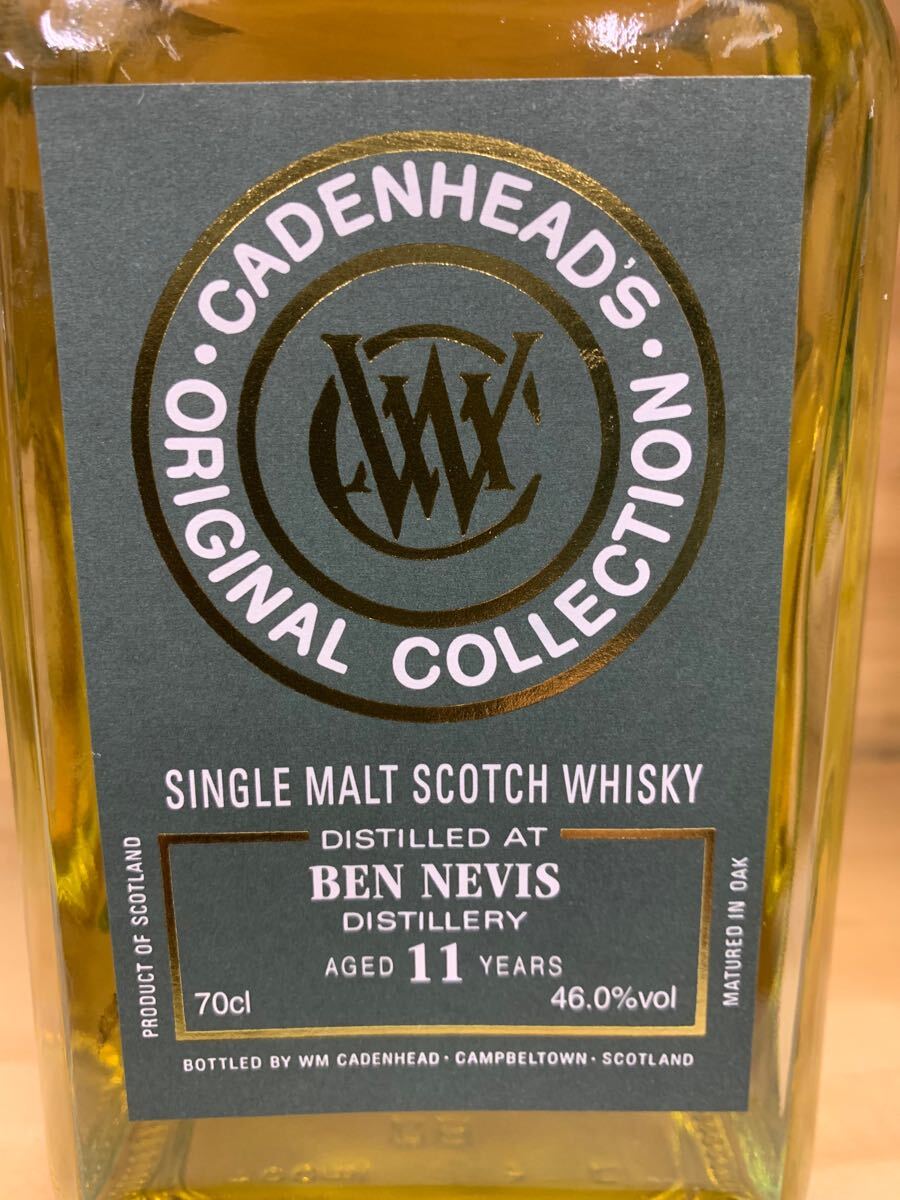 CADENHEAD'S
ORIGINAL COLLECTION
SINGLE MALT SCOTCH WHISKY
DISTILLED AT
BEN NEVIS
DISTILLERY
AGED 11 YEARS
70cl 46.0%vol
PRODUCT OF SCOTLAND
MATURED IN OAK
BOTTLED BY WM CADENHEAD · CAMPBELTOWN · SCOTLAND